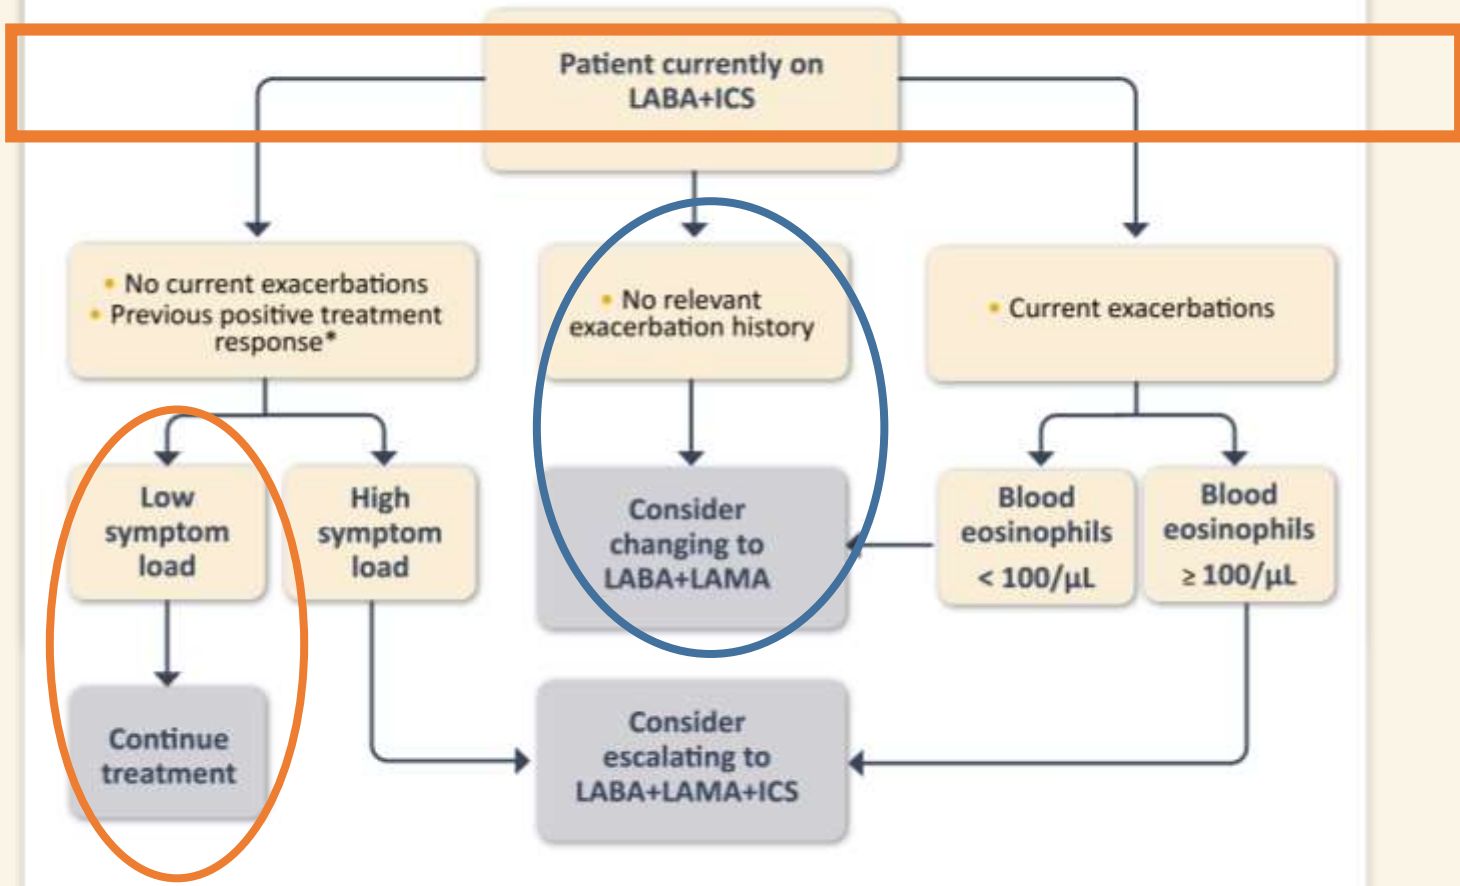 Patient currently on
LABA+ICS
• No current exacerbations
• Previous positive treatment
response*
• No relevant
exacerbation history
• Current exacerbations
Low
symptom
load
High
symptom
load
Consider
changing to
LABA+LAMA
Blood
eosinophils
< 100/µL
Blood
eosinophils
≥ 100/µL
Continue
treatment
Consider
escalating to
LABA+LAMA+ICS